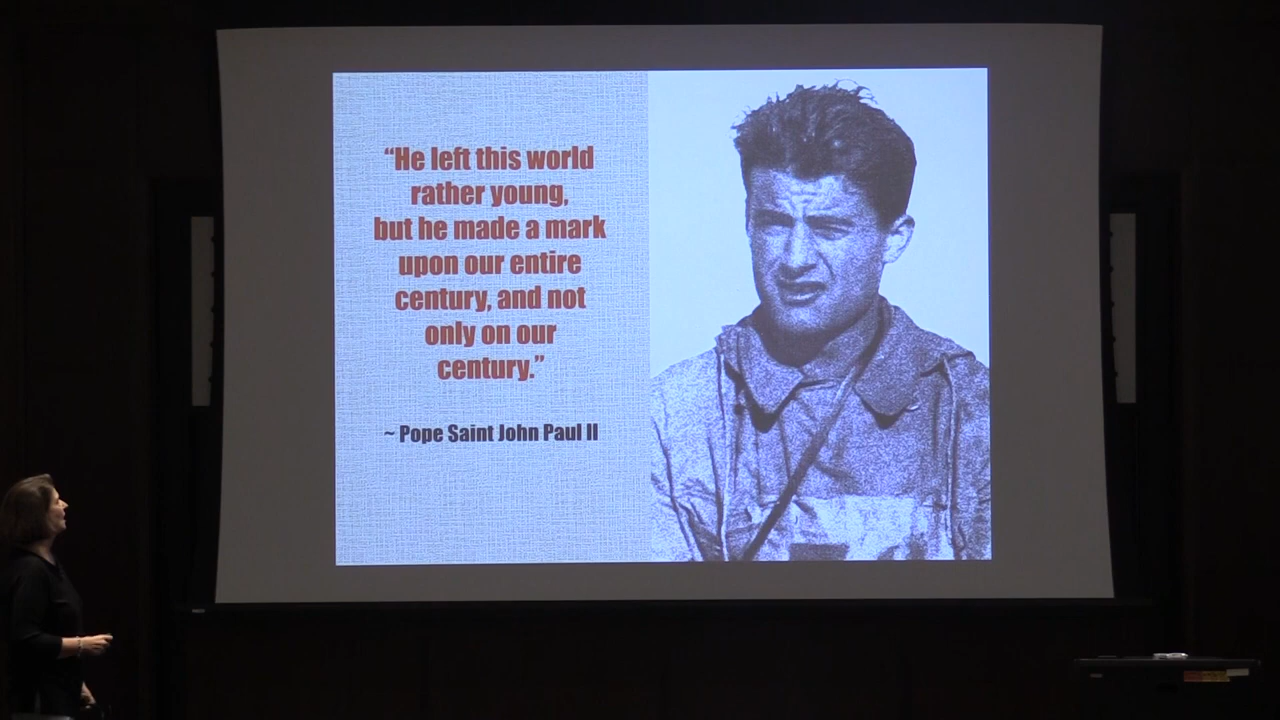 “He left this world
rather young,
but he made a mark
upon our entire
century, and not
only on our
century.”
~ Pope Saint John Paul II